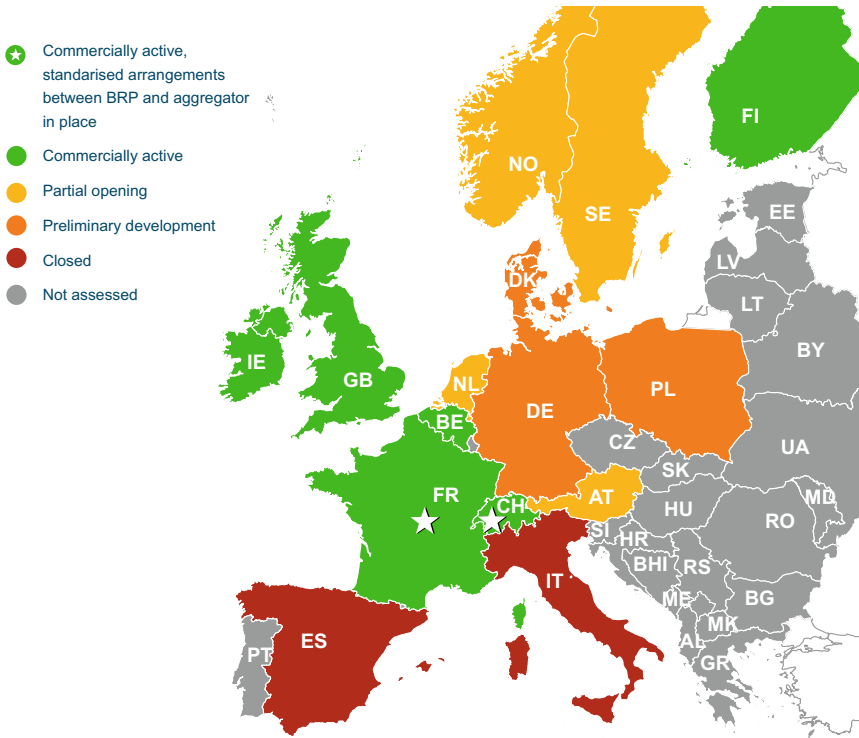 Commercially active,
standarised arrangements
between BRP and aggregator
in place
Commercially active
Partial opening
Preliminary development
Closed
Not assessed
FI
NO
SE
EE
LV
DK
LT
BY
IE
GB
NL
PL
DE
BE
CZ
UA
SK
FR
CH
AT
MD
HU
RO
SI
HR
BHI
RS
IT
ME
BG
MK
ES
PT
AL
GR